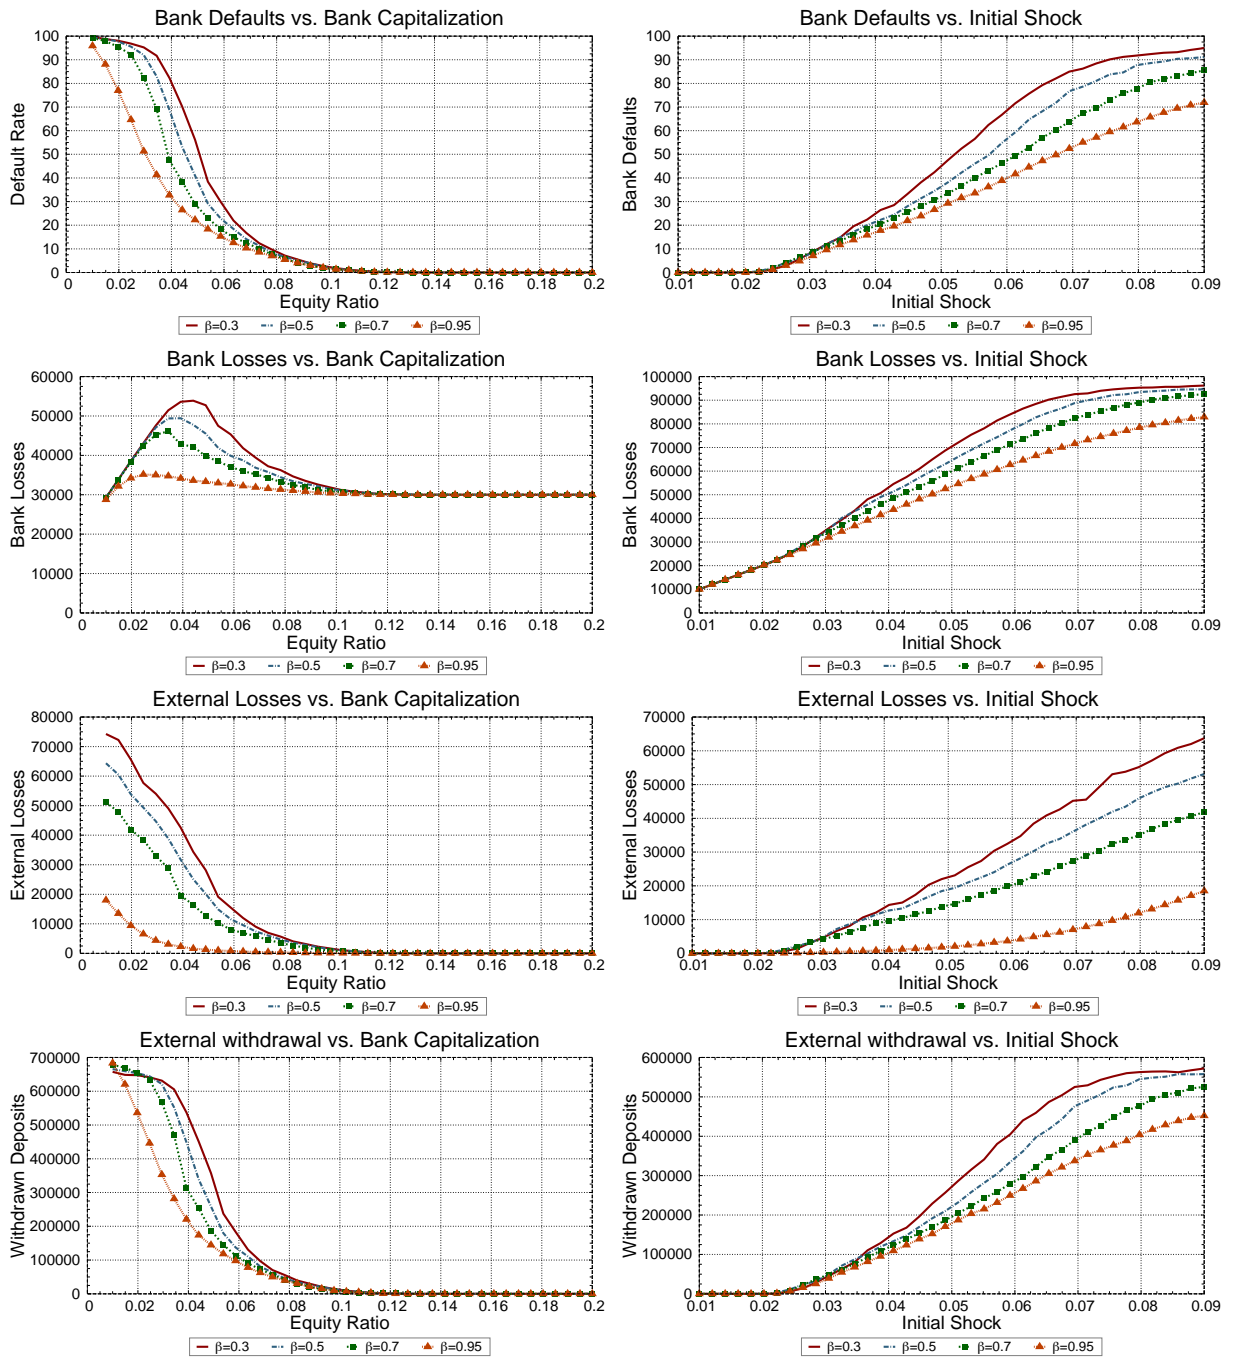 Bank Defaults vs. Bank Capitalization
Default Rate
100
90
80
70
60
50
40
30
20
10
0
0 0.02 0.04 0.06 0.08 0.1 0.12 0.14 0.16 0.18 0.2
Equity Ratio
β=0.3 β=0.5 β=0.7 β=0.95
Bank Defaults vs. Initial Shock
Bank Defaults
100
90
80
70
60
50
40
30
20
10
0
0.01 0.02 0.03 0.04 0.05 0.06 0.07 0.08 0.09
Initial Shock
β=0.3 β=0.5 β=0.7 β=0.95
Bank Losses vs. Bank Capitalization
Bank Losses
60000
50000
40000
30000
20000
10000
0
0 0.02 0.04 0.06 0.08 0.1 0.12 0.14 0.16 0.18 0.2
Equity Ratio
β=0.3 β=0.5 β=0.7 β=0.95
Bank Losses vs. Initial Shock
Bank Losses
100000
90000
80000
70000
60000
50000
40000
30000
20000
10000
0
0.01 0.02 0.03 0.04 0.05 0.06 0.07 0.08 0.09
Initial Shock
β=0.3 β=0.5 β=0.7 β=0.95
External Losses vs. Bank Capitalization
External Losses
80000
70000
60000
50000
40000
30000
20000
10000
0
0 0.02 0.04 0.06 0.08 0.1 0.12 0.14 0.16 0.18 0.2
Equity Ratio
β=0.3 β=0.5 β=0.7 β=0.95
External Losses vs. Initial Shock
External Losses
70000
60000
50000
40000
30000
20000
10000
0
0.01 0.02 0.03 0.04 0.05 0.06 0.07 0.08 0.09
Initial Shock
β=0.3 β=0.5 β=0.7 β=0.95
External withdrawal vs. Bank Capitalization
Withdrawn Deposits
700000
600000
500000
400000
300000
200000
100000
0
0 0.02 0.04 0.06 0.08 0.1 0.12 0.14 0.16 0.18 0.2
Equity Ratio
β=0.3 β=0.5 β=0.7 β=0.95
External withdrawal vs. Initial Shock
Withdrawn Deposits
600000
500000
400000
300000
200000
100000
0
0.01 0.02 0.03 0.04 0.05 0.06 0.07 0.08 0.09
Initial Shock
β=0.3 β=0.5 β=0.7 β=0.95